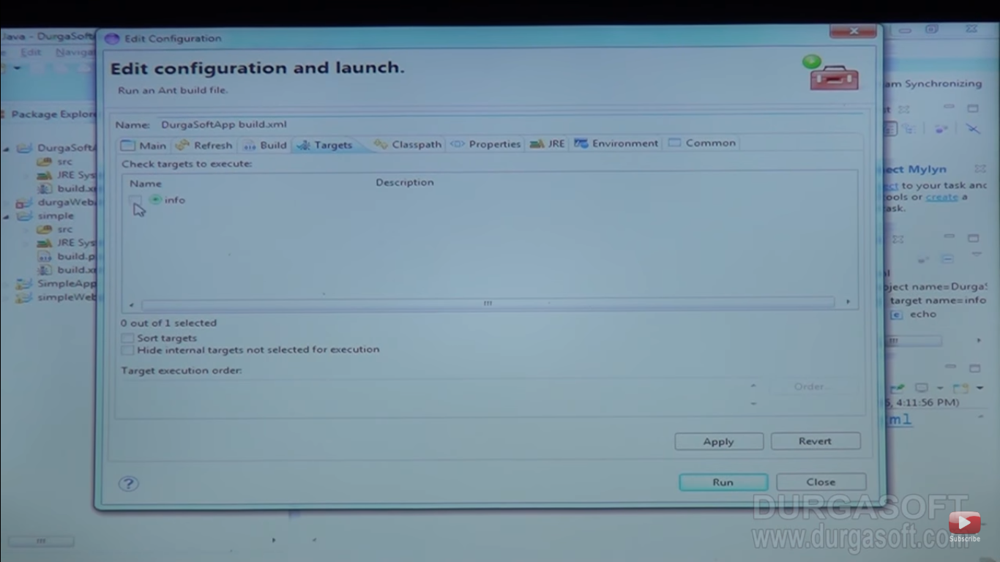 Java - DurgaSoft
Edit Configuration
Edit Naviga
Edit configuration and launch.
Run an Ant build file.
am Synchronizing
Package Explor
Name: DurgaSoftApp build.xml
Main Refresh Build Targets Classpath Properties JRE Environment Common
Check targets to execute:
Name Description
info
DurgaSoftA
src
JRE Sys
build.x
durgaWeb
simple
src
JRE Sys
build.p
build.x
SimpleApp
simpleWeb
ect Mylyn
ect to your task and
ools or create a
ask.
0 out of 1 selected
Sort targets
Hide internal targets not selected for execution
Target execution order:
Order...
oject name=DurgaS
target name=info
echo
5, 4:11:56 PM)
ml
Apply Revert
Run Close
DURGASOFT
www.durgasoft.com
Subscribe